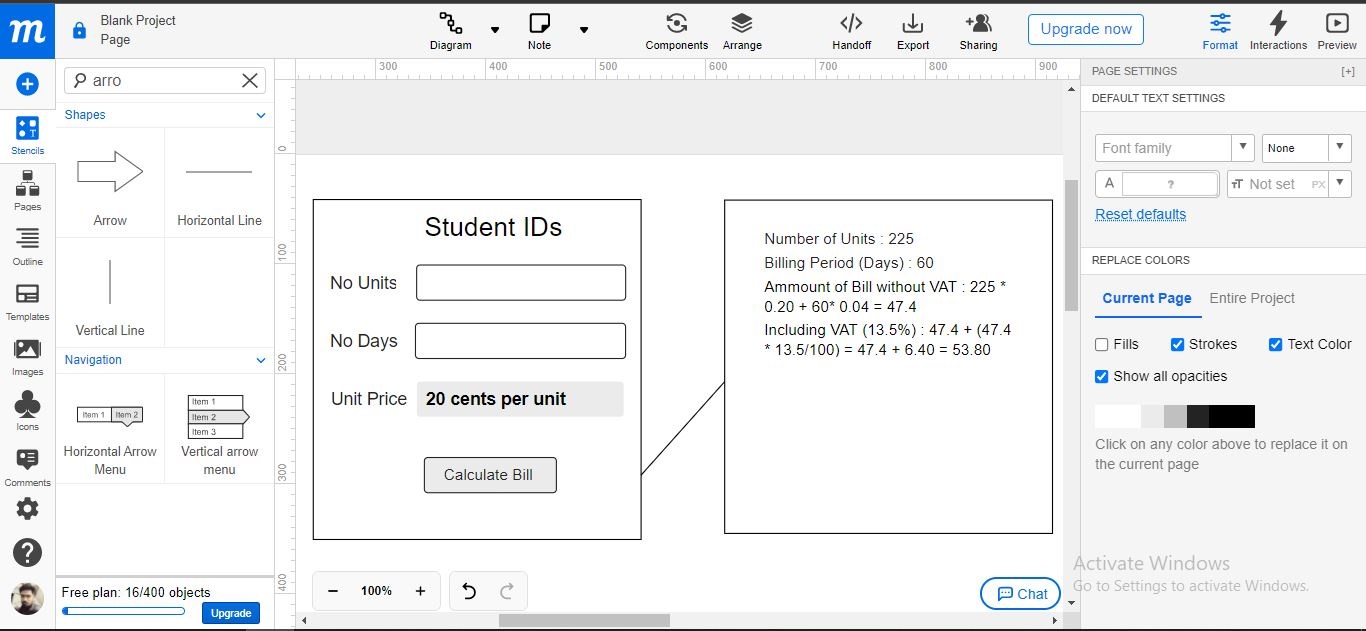 m
Blank Project
Page
Diagram
Note
Components
Arrange
Handoff
Export
Sharing
Upgrade now
Format
Interactions
Preview
arro
Shapes
Arrow
Horizontal Line
Vertical Line
Navigation
Item 1 Item 2
Item 1
Item 2
Item 3
Horizontal Arrow
Menu
Vertical arrow
menu
Free plan: 16/400 objects
Upgrade
Stencils
Pages
Outline
Templates
Images
Icons
Comments
300 400 500 600 700 800 900
0
100
200
300
400
Student IDs
No Units
No Days
Unit Price
20 cents per unit
Calculate Bill
Number of Units : 225
Billing Period (Days) : 60
Ammount of Bill without VAT : 225 *
0.20 + 60* 0.04 = 47.4
Including VAT (13.5%) : 47.4 + (47.4
* 13.5/100) = 47.4 + 6.40 = 53.80
− 100% +
Chat
PAGE SETTINGS [+]
DEFAULT TEXT SETTINGS
Font family
None
A ?
тT Not set PX
Reset defaults
REPLACE COLORS
Current Page Entire Project
Fills Strokes Text Color
Show all opacities
Click on any color above to replace it on
the current page
Activate Windows
Go to Settings to activate Windows.